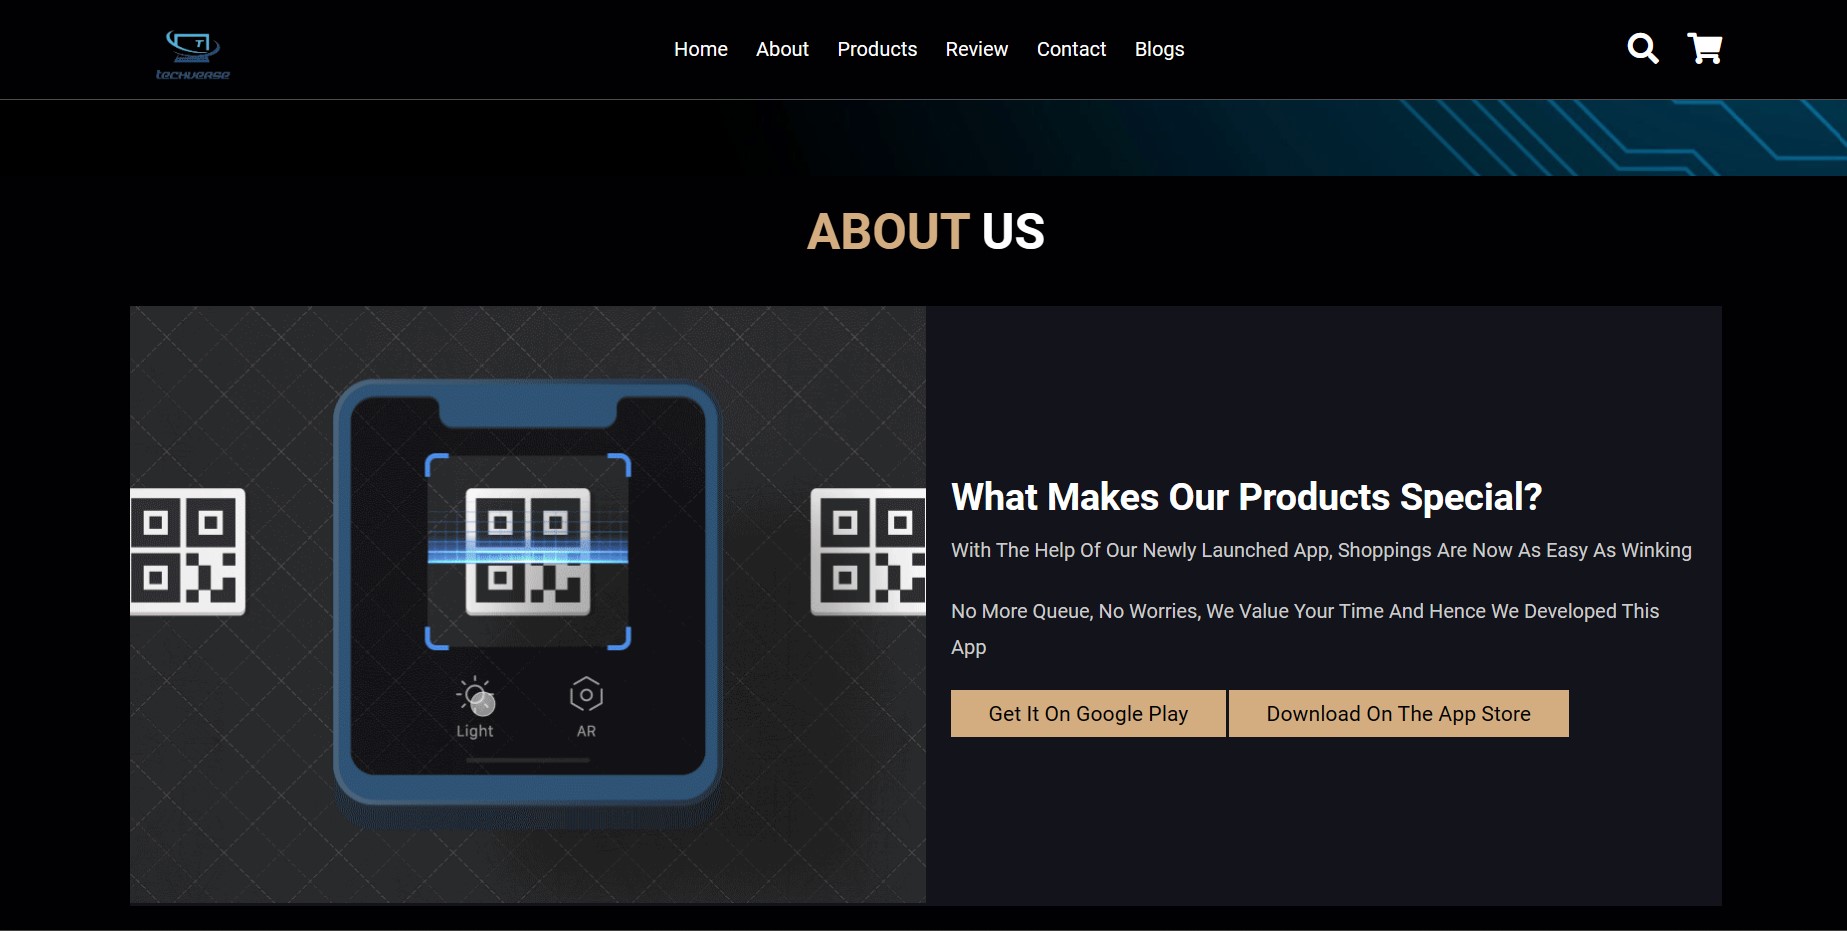 T
TECHVERSE
Home About Products Review Contact Blogs
ABOUT US
Light AR
What Makes Our Products Special?
With The Help Of Our Newly Launched App, Shoppings Are Now As Easy As Winking
No More Queue, No Worries, We Value Your Time And Hence We Developed This
App
Get It On Google Play Download On The App Store